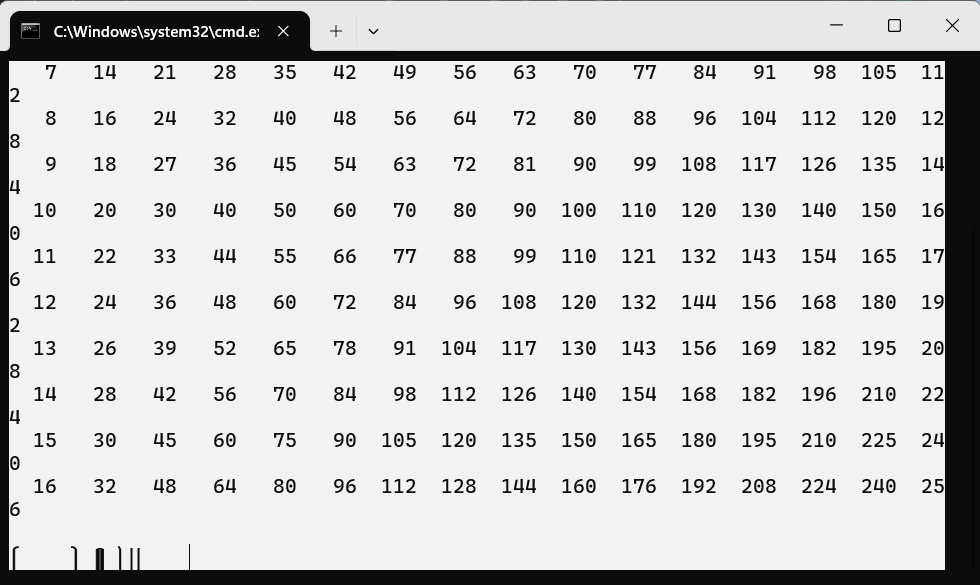 C:\Windows\system32\cmd.e
7 14 21 28 35 42 49 56 63 70 77 84 91 98 105 11
2
8 16 24 32 40 48 56 64 72 80 88 96 104 112 120 12
8
9 18 27 36 45 54 63 72 81 90 99 108 117 126 135 14
4
10 20 30 40 50 60 70 80 90 100 110 120 130 140 150 16
0
11 22 33 44 55 66 77 88 99 110 121 132 143 154 165 17
6
12 24 36 48 60 72 84 96 108 120 132 144 156 168 180 19
2
13 26 39 52 65 78 91 104 117 130 143 156 169 182 195 20
8
14 28 42 56 70 84 98 112 126 140 154 168 182 196 210 22
4
15 30 45 60 75 90 105 120 135 150 165 180 195 210 225 24
0
16 32 48 64 80 96 112 128 144 160 176 192 208 224 240 25
6